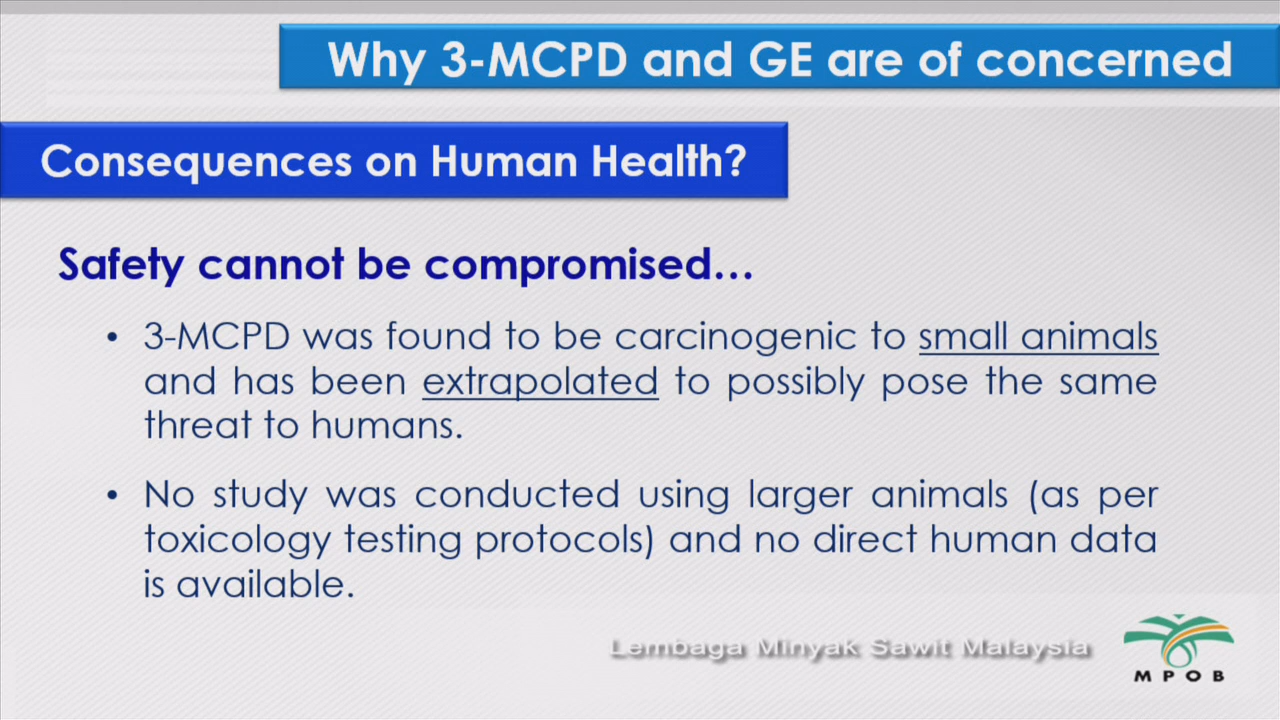 Why 3-MCPD and GE are of concerned
Consequences on Human Health?
Safety cannot be compromised...
• 3-MCPD was found to be carcinogenic to small animals
and has been extrapolated to possibly pose the same
threat to humans.
• No study was conducted using larger animals (as per
toxicology testing protocols) and no direct human data
is available.
Lembaga Minyak Sawit Malaysia
MPOB